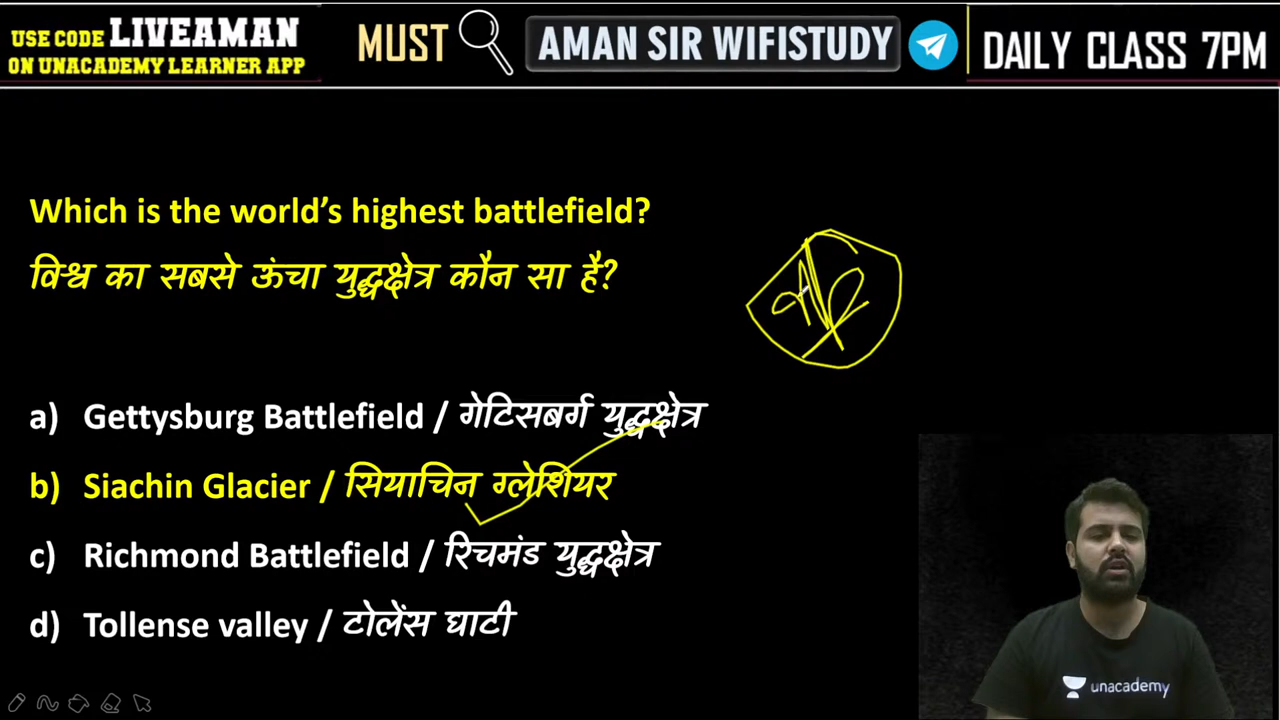 USE CODE LIVEAMAN
ON UNACADEMY LEARNER APP
MUST
AMAN SIR WIFISTUDY
DAILY CLASS 7PM
Which is the world’s highest battlefield?
विश्व का सबसे ऊंचा युद्धक्षेत्र कौन सा है?
a) Gettysburg Battlefield / गेटिसबर्ग युद्धक्षेत्र
b) Siachin Glacier / सियाचिन ग्लेशियर
c) Richmond Battlefield / रिचमंड युद्धक्षेत्र
d) Tollense valley / टोलेंस घाटी
unacademy